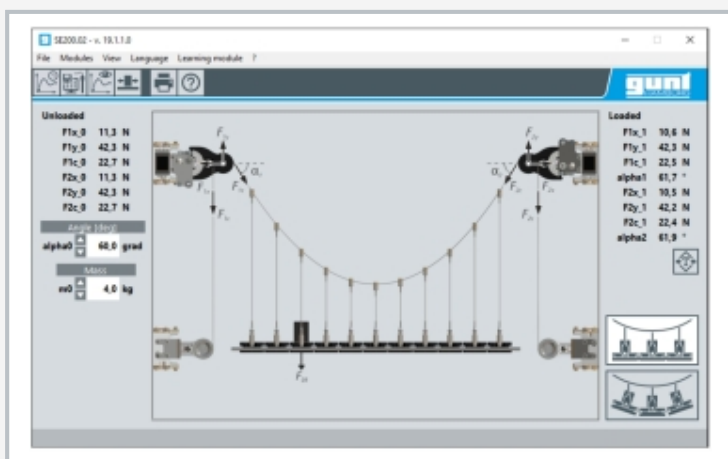 SE200.02 - v. 19.1.1.0
File Modules View Language Learning module ?
gunt
Unloaded
F1x_0 11,3 N
F1y_0 42,3 N
F1c_0 22,7 N
F2x_0 11,3 N
F2y_0 42,3 N
F2c_0 22,7 N
Angle [deg]
alpha0 60,0 grad
Mass
m0 4,0 kg
Loaded
F1x_1 10,6 N
F1y_1 42,3 N
F1c_1 22,5 N
alpha1 61,7 °
F2x_1 10,5 N
F2y_1 42,2 N
F2c_1 22,4 N
alpha2 61,9 °